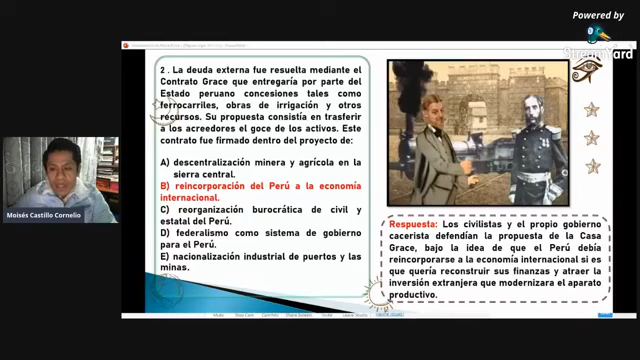 Powered by
StreamYard
2 . La deuda externa fue resuelta mediante el
Contrato Grace que entregaría por parte del
Estado peruano concesiones tales como
ferrocarriles, obras de irrigación y otros
recursos. Su propuesta consistía en trasferir
a los acreedores el goce de los activos. Este
contrato fue firmado dentro del proyecto de:
A) descentralización minera y agrícola en la
sierra central.
B) reincorporación del Perú a la economía
internacional.
C) reorganización burocrática de civil y
estatal del Perú.
D) federalismo como sistema de gobierno
para el Perú.
E) nacionalización industrial de puertos y las
minas.
Respuesta: Los civilistas y el propio gobierno
cacerista defendían la propuesta de la Casa
Grace, bajo la idea de que el Perú debía
reincorporarse a la economía internacional si es
que quería reconstruir sus finanzas y atraer la
inversión extranjera que modernizara el aparato
productivo.
Moisés Castillo Cornelio